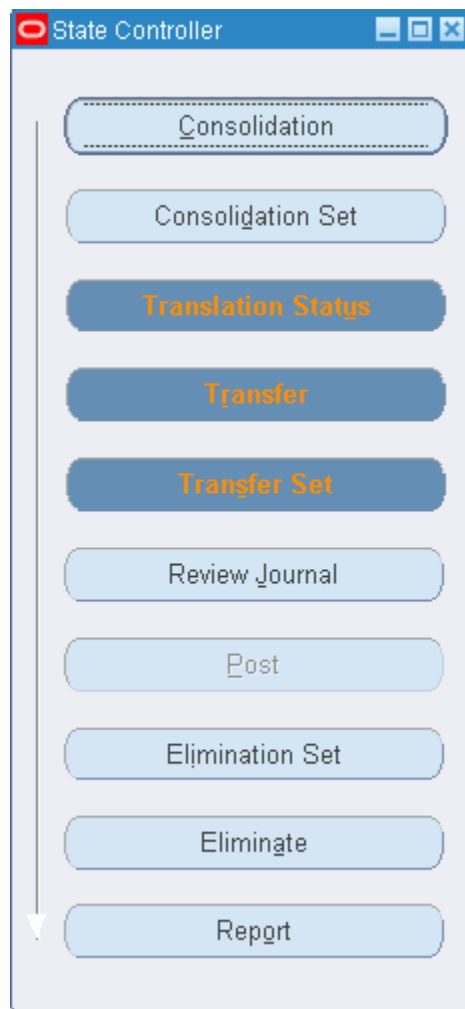 State Controller
Consolidation
Consolidation Set
Translation Status
Transfer
Transfer Set
Review Journal
Post
Elimination Set
Eliminate
Report